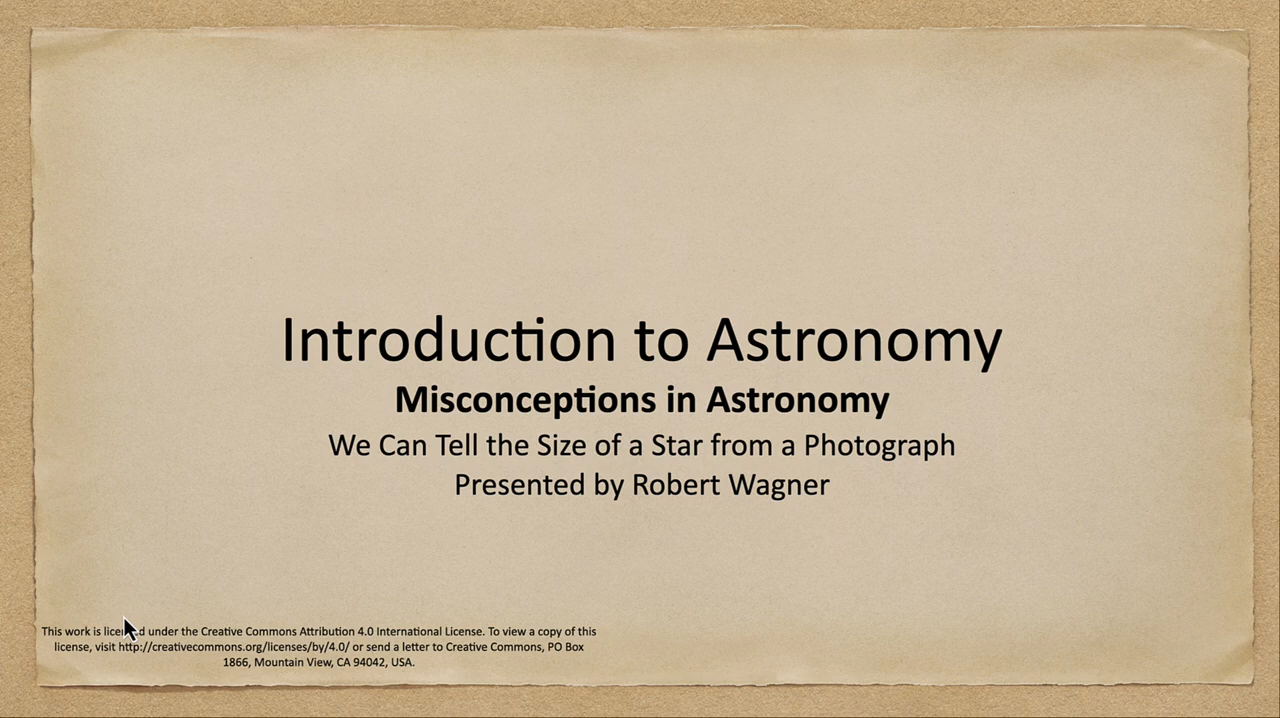 Introduction to Astronomy
Misconceptions in Astronomy
We Can Tell the Size of a Star from a Photograph
Presented by Robert Wagner
This work is licensed under the Creative Commons Attribution 4.0 International License. To view a copy of this
license, visit http://creativecommons.org/licenses/by/4.0/ or send a letter to Creative Commons, PO Box
1866, Mountain View, CA 94042, USA.